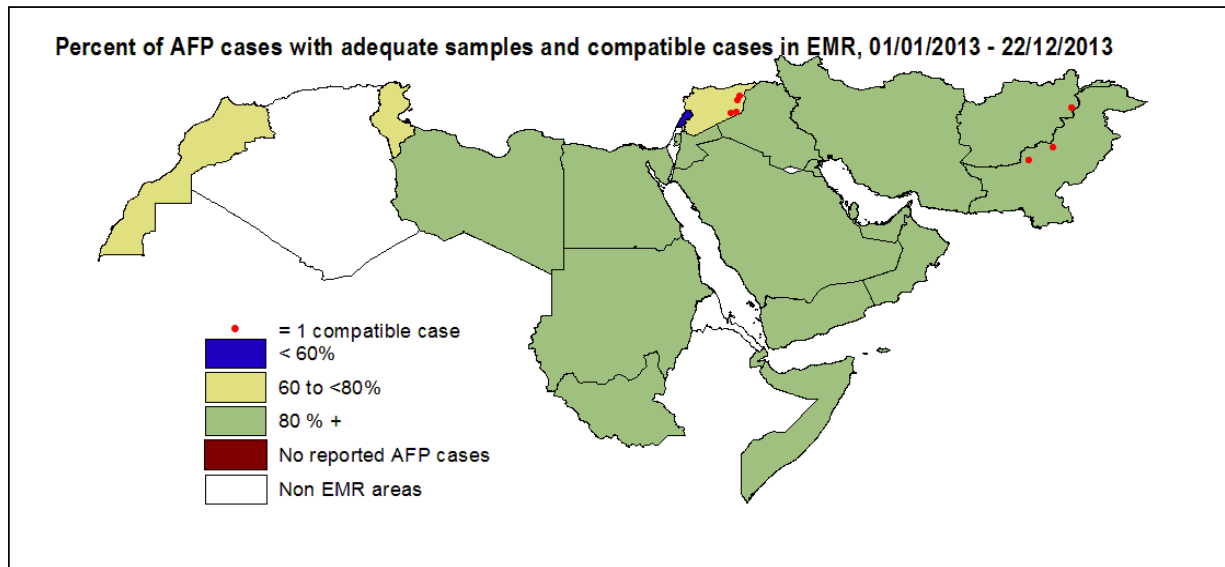 Percent of AFP cases with adequate samples and compatible cases in EMR, 01/01/2013 - 22/12/2013
= 1 compatible case
< 60%
60 to <80%
80 % +
No reported AFP cases
Non EMR areas